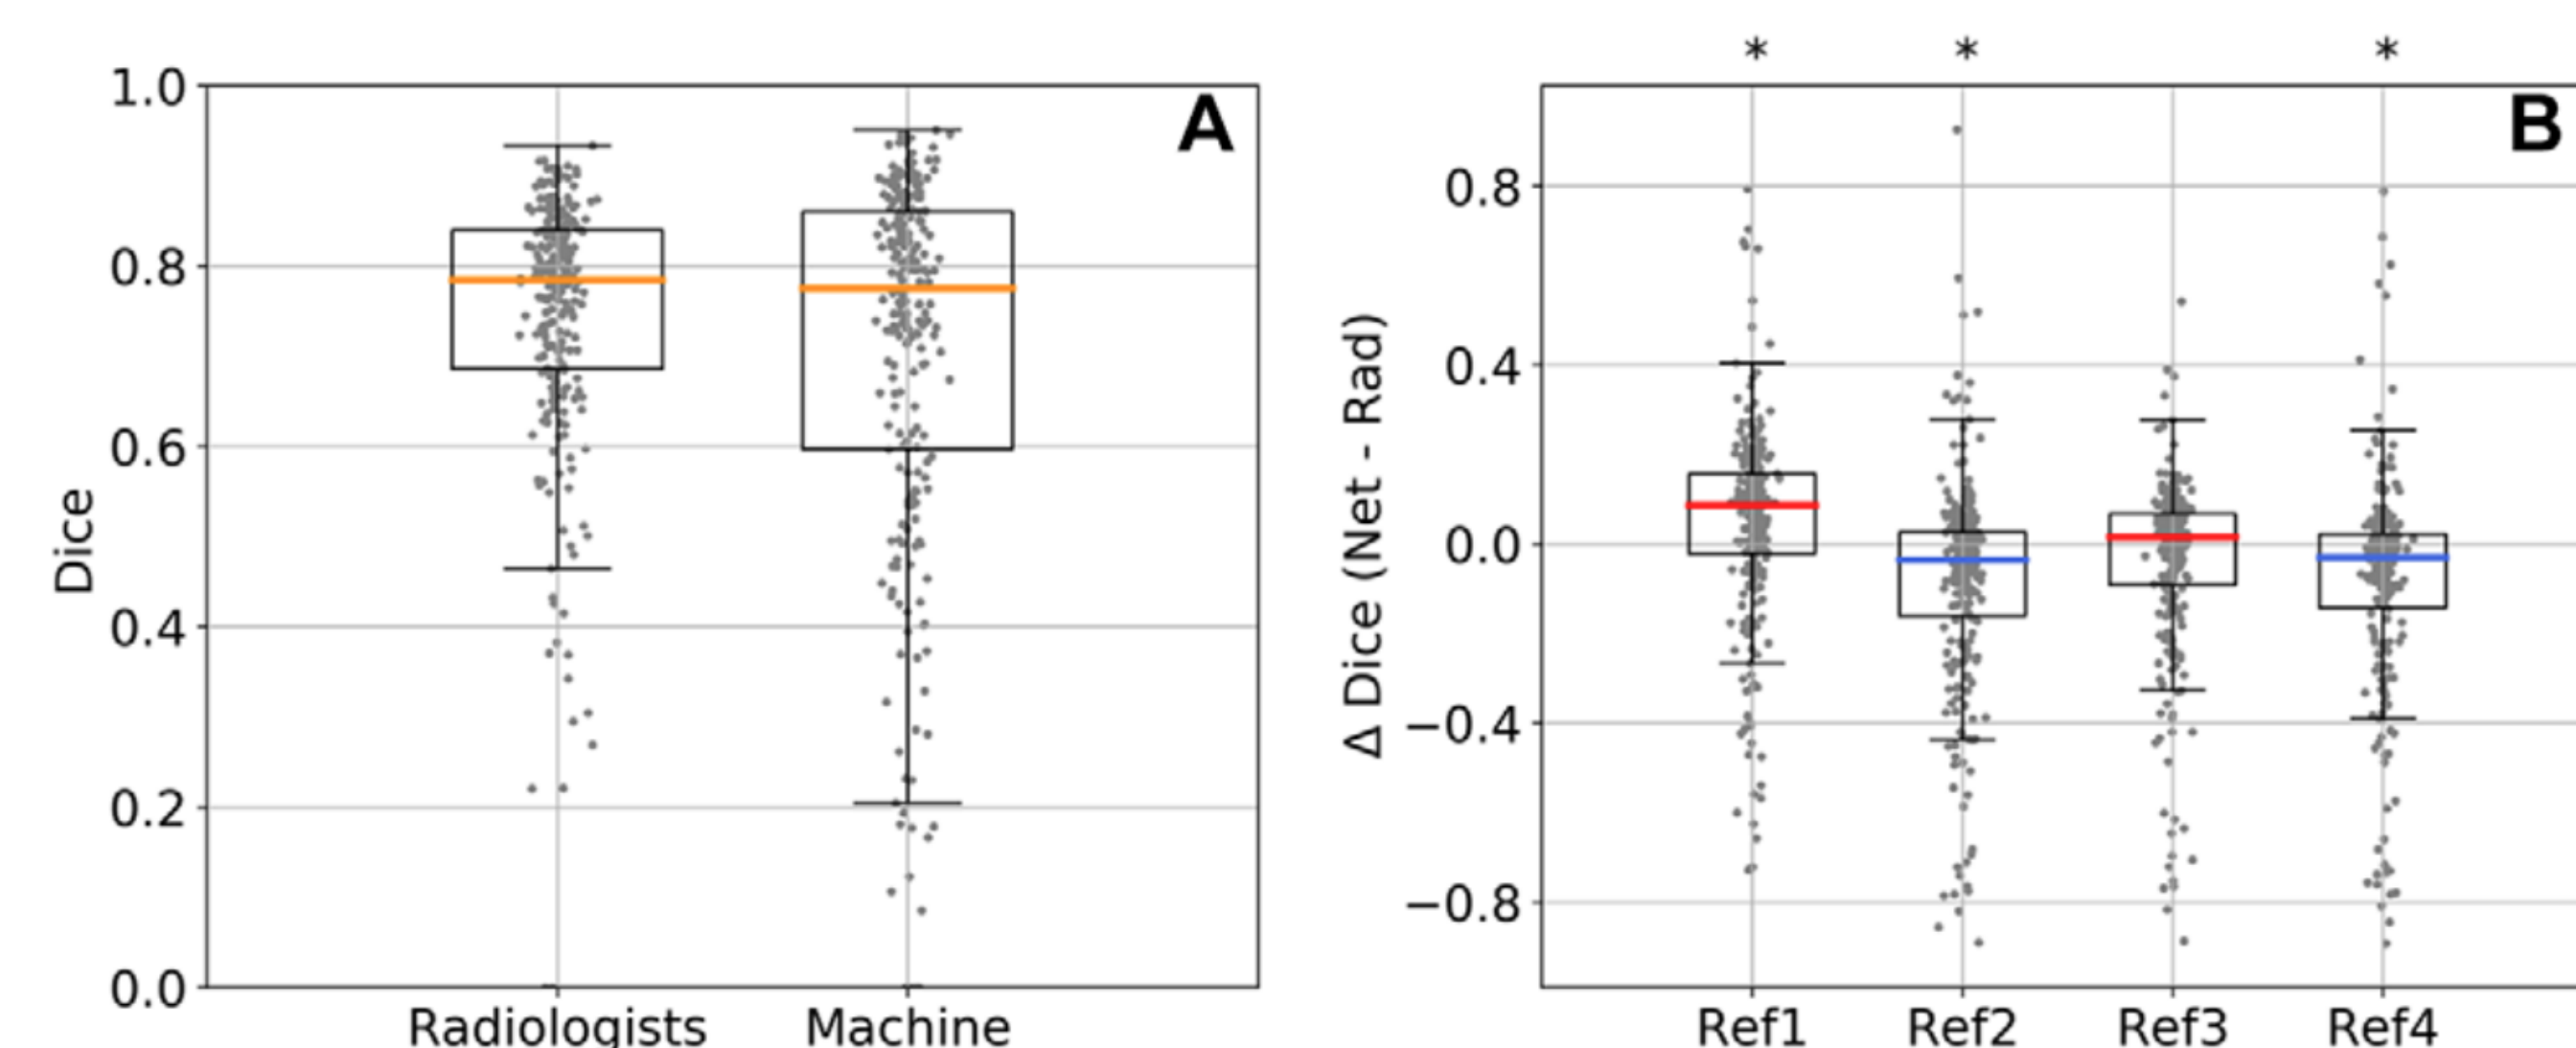 A
1.0
0.8
0.6
0.4
0.2
0.0
Dice
Radiologists
Machine
* * *
B
0.8
0.4
0.0
−0.4
−0.8
Δ Dice (Net - Rad)
Ref1
Ref2
Ref3
Ref4